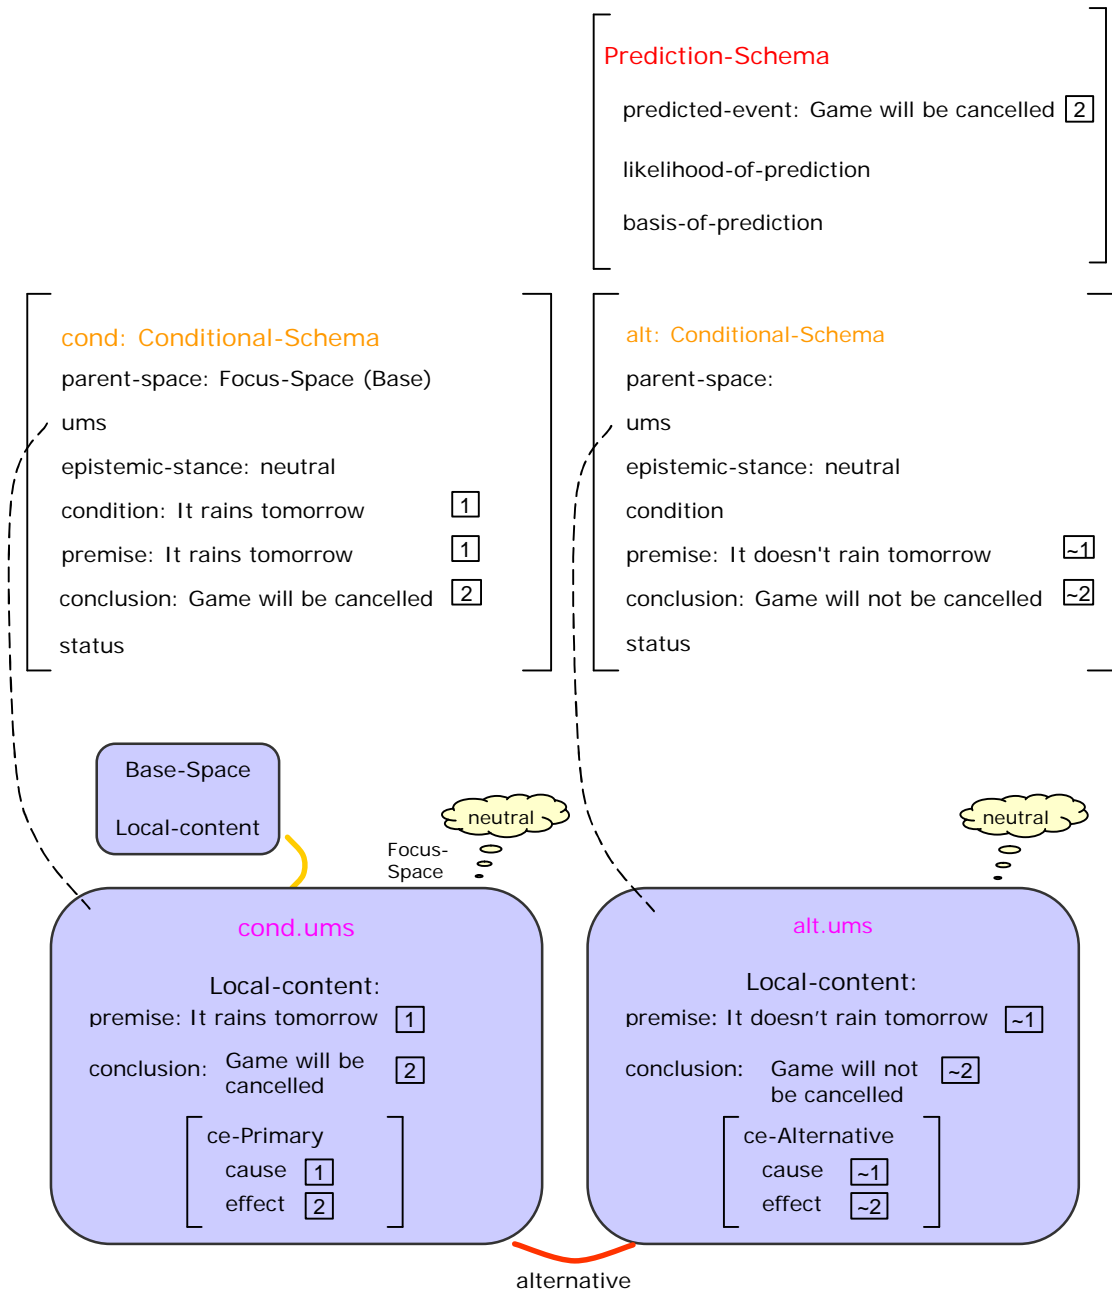 Prediction-Schema
predicted-event: Game will be cancelled 2
likelihood-of-prediction
basis-of-prediction
cond: Conditional-Schema
parent-space: Focus-Space (Base)
ums
epistemic-stance: neutral
condition: It rains tomorrow 1
premise: It rains tomorrow 1
conclusion: Game will be cancelled 2
status
alt: Conditional-Schema
parent-space:
ums
epistemic-stance: neutral
condition
premise: It doesn't rain tomorrow ~1
conclusion: Game will not be cancelled ~2
status
Base-Space
Local-content
Focus-
Space
neutral
neutral
cond.ums
Local-content:
premise: It rains tomorrow 1
conclusion: Game will be 2
cancelled
ce-Primary
cause 1
effect 2
alt.ums
Local-content:
premise: It doesn't rain tomorrow ~1
conclusion: Game will not ~2
be cancelled
ce-Alternative
cause ~1
effect ~2
alternative